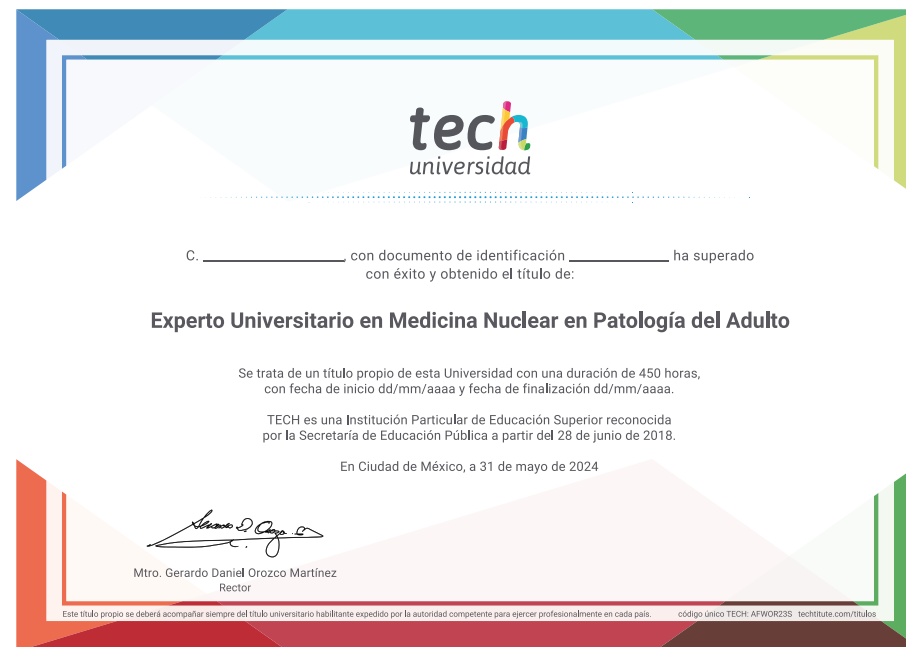 tech
universidad
C. ____________, con documento de identificación ____________ ha superado
con éxito y obtenido el título de:
Experto Universitario en Medicina Nuclear en Patología del Adulto
Se trata de un título propio de esta Universidad con una duración de 450 horas,
con fecha de inicio dd/mm/aaaa y fecha de finalización dd/mm/aaaa.
TECH es una Institución Particular de Educación Superior reconocida
por la Secretaría de Educación Pública a partir del 28 de junio de 2018.
En Ciudad de México, a 31 de mayo de 2024
Mtro. Gerardo Daniel Orozco Martínez
Rector
Este título propio se deberá acompañar siempre del título universitario habilitante expedido por la autoridad competente para ejercer profesionalmente en cada país. código único TECH: AFWOR23S techtitute.com/titulos